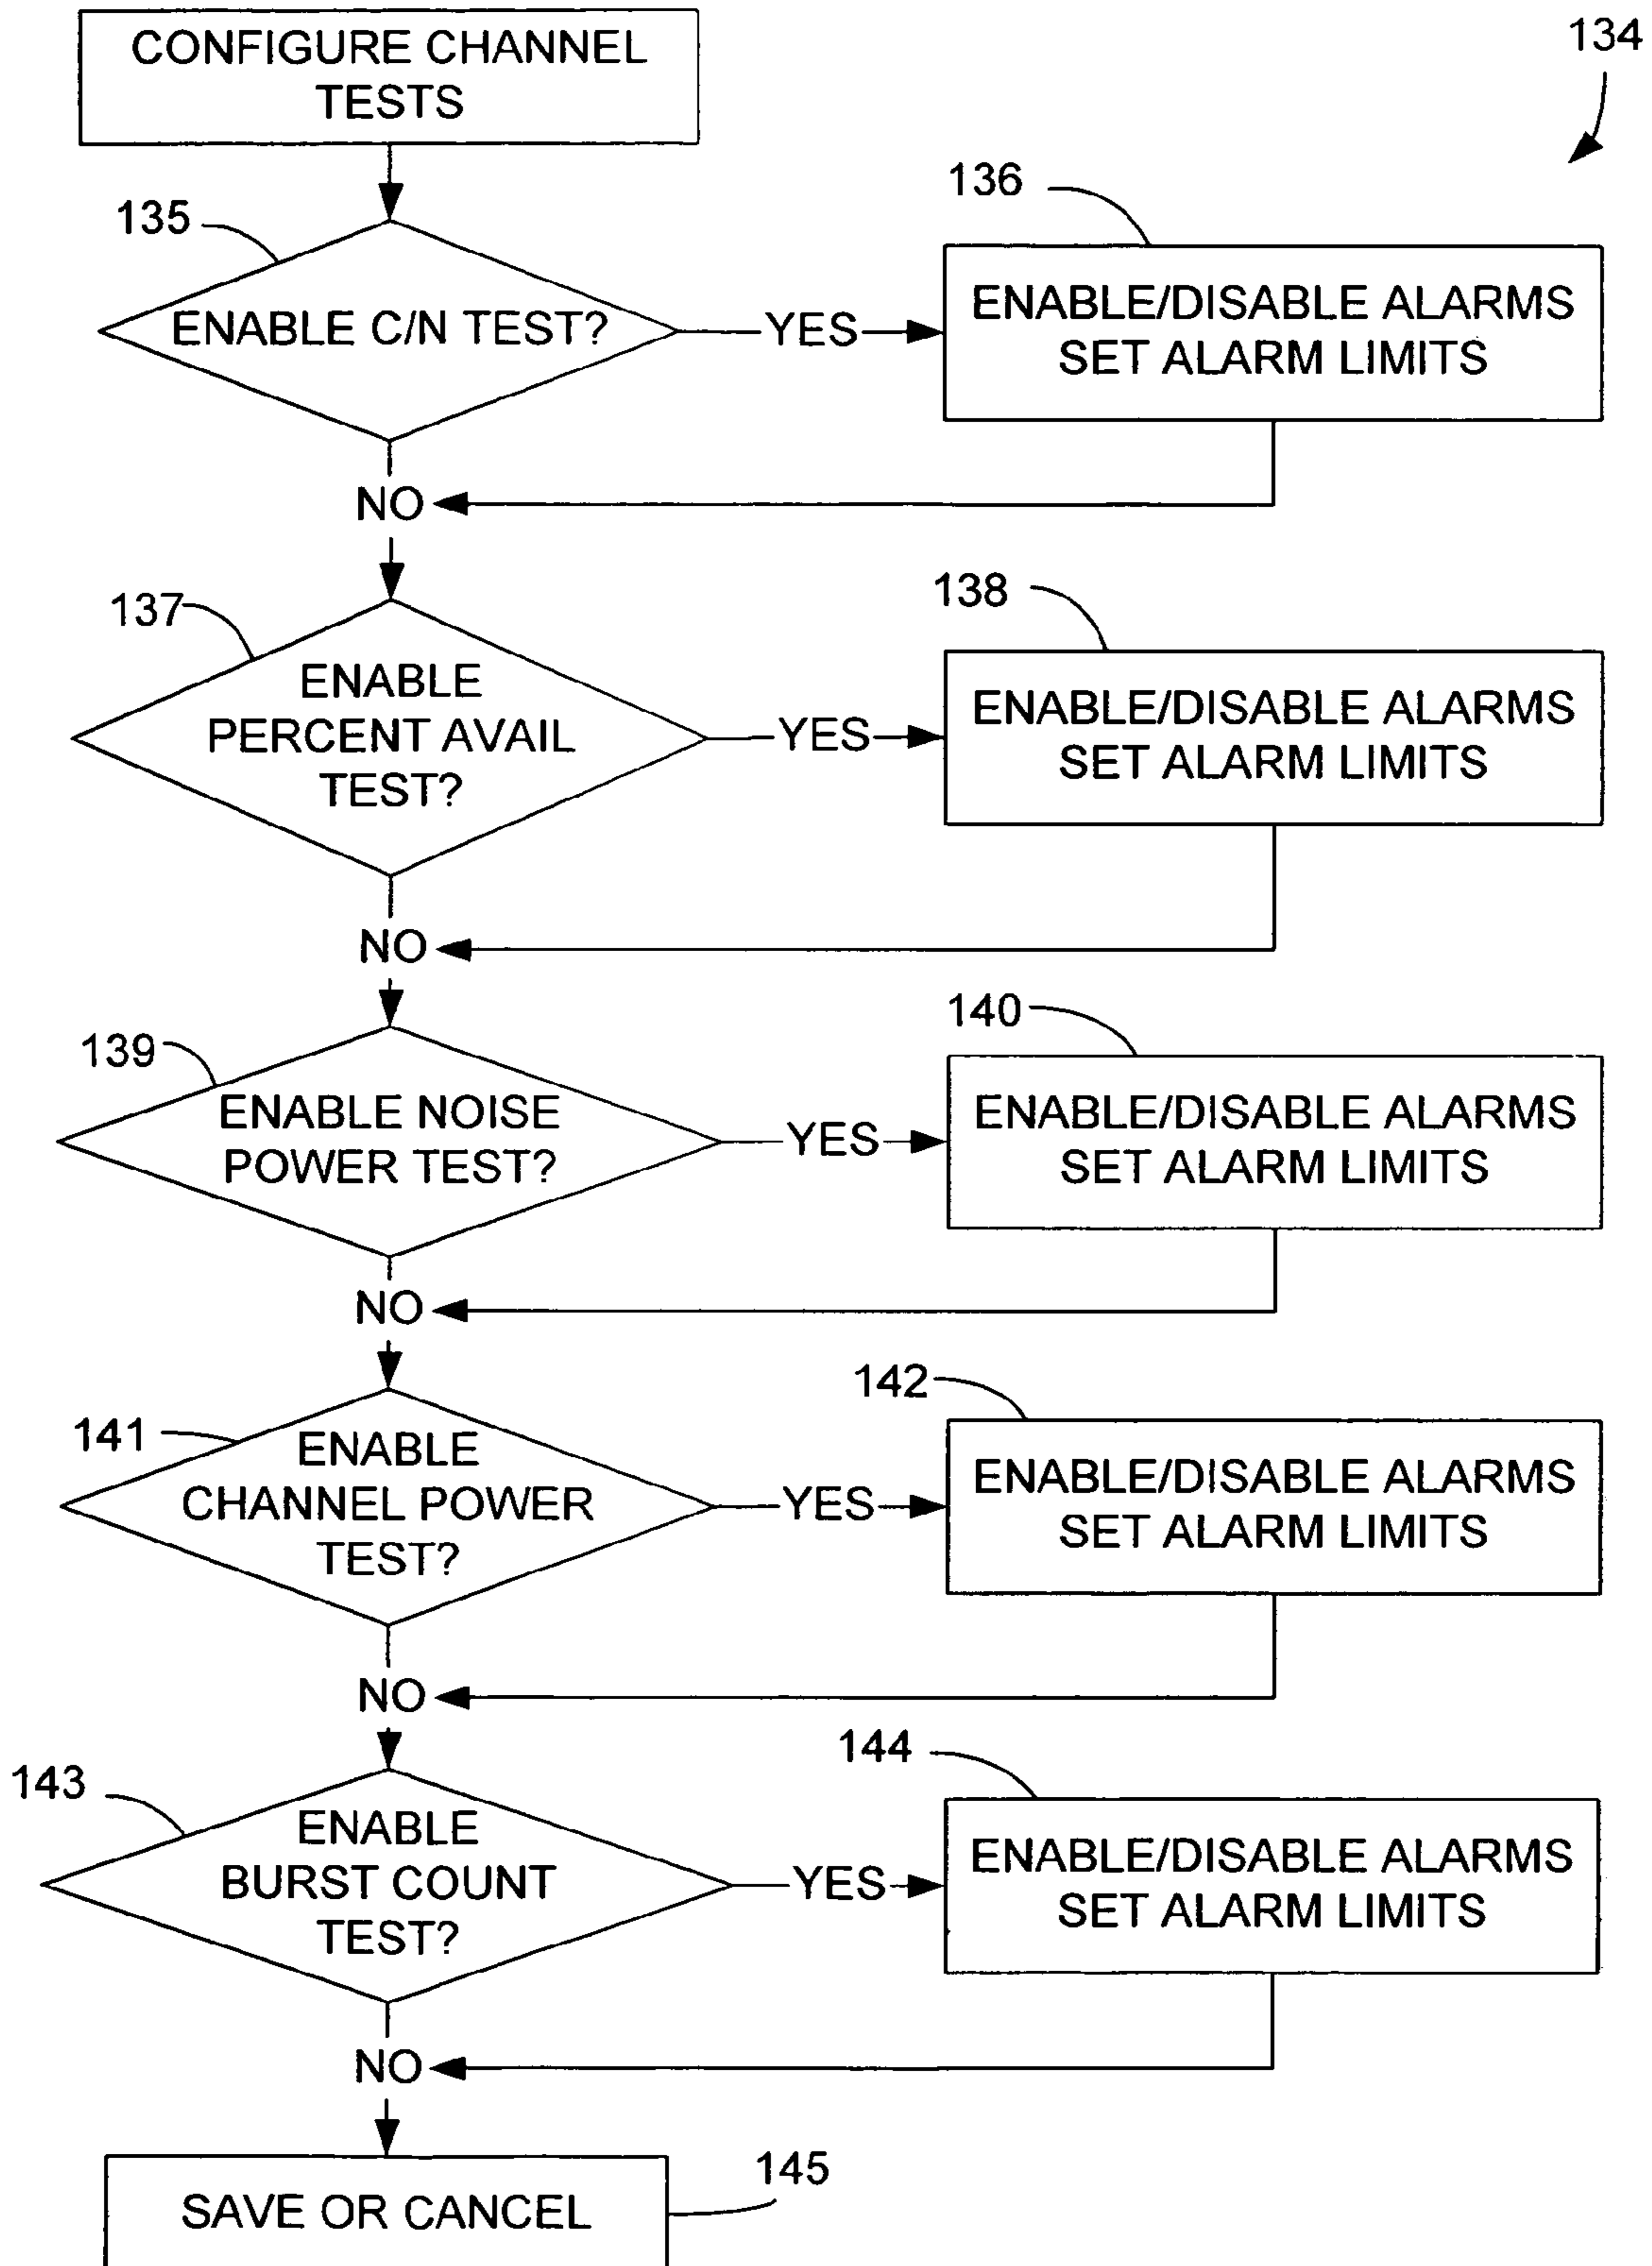 CONFIGURE CHANNEL
TESTS
134
135
ENABLE C/N TEST?
YES
136
ENABLE/DISABLE ALARMS
SET ALARM LIMITS
NO
137
ENABLE
PERCENT AVAIL
TEST?
YES
138
ENABLE/DISABLE ALARMS
SET ALARM LIMITS
NO
139
ENABLE NOISE
POWER TEST?
YES
140
ENABLE/DISABLE ALARMS
SET ALARM LIMITS
NO
141
ENABLE
CHANNEL POWER
TEST?
YES
142
ENABLE/DISABLE ALARMS
SET ALARM LIMITS
NO
143
ENABLE
BURST COUNT
TEST?
YES
144
ENABLE/DISABLE ALARMS
SET ALARM LIMITS
NO
145
SAVE OR CANCEL